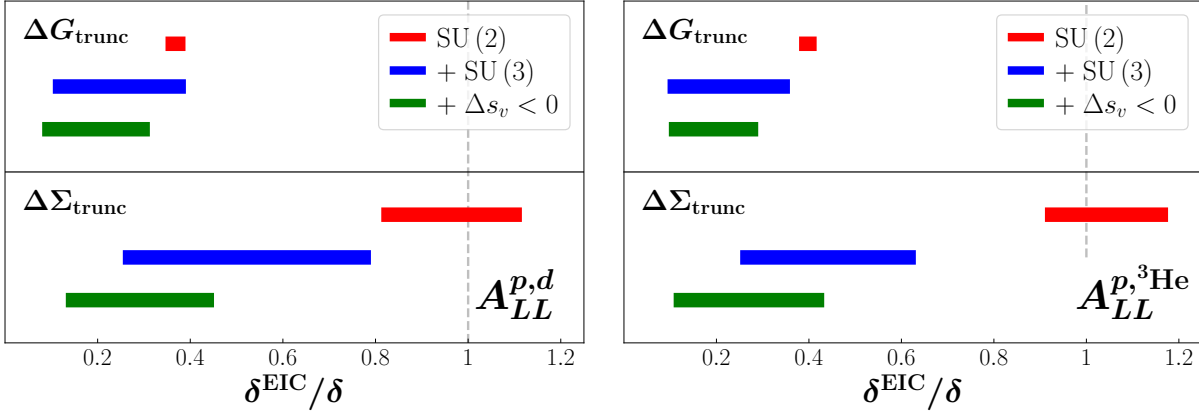 ΔG_trunc
SU (2)
+ SU (3)
+ Δs_v < 0
ΔΣ_trunc
A_LL^{p,d}
0.2 0.4 0.6 0.8 1 1.2
δ^EIC/δ
ΔG_trunc
SU (2)
+ SU (3)
+ Δs_v < 0
ΔΣ_trunc
A_LL^{p,³He}
0.2 0.4 0.6 0.8 1 1.2
δ^EIC/δ